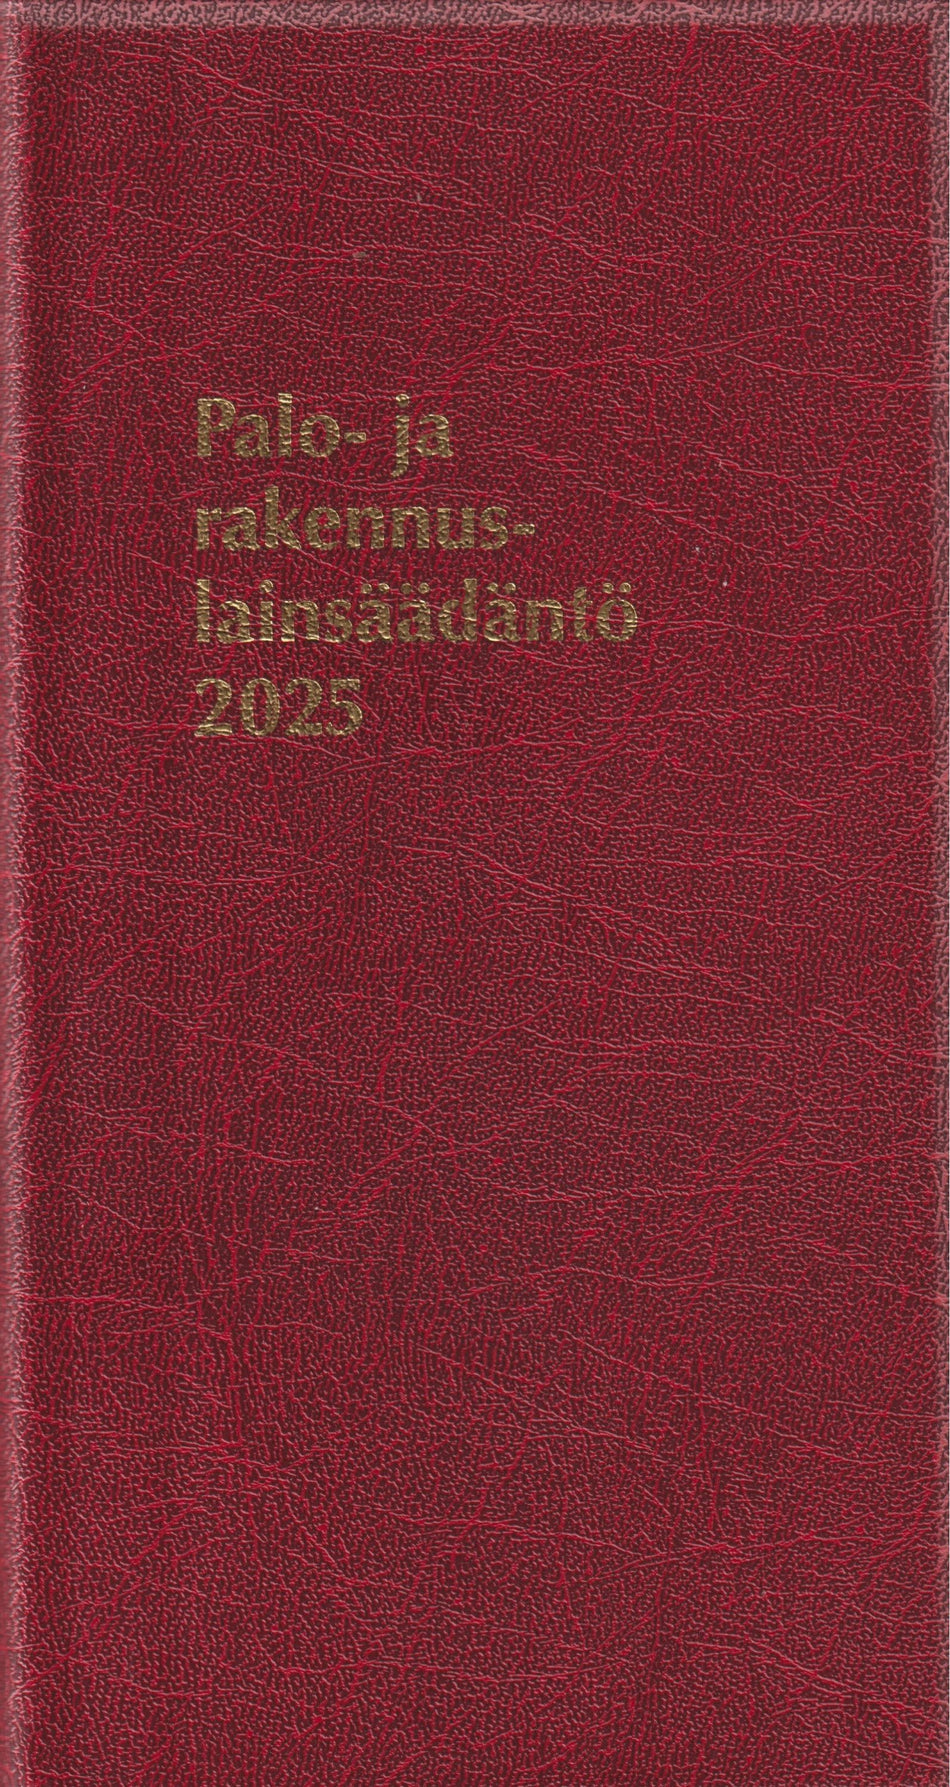 Palo- ja
rakennus-
lainsäädäntö
2025